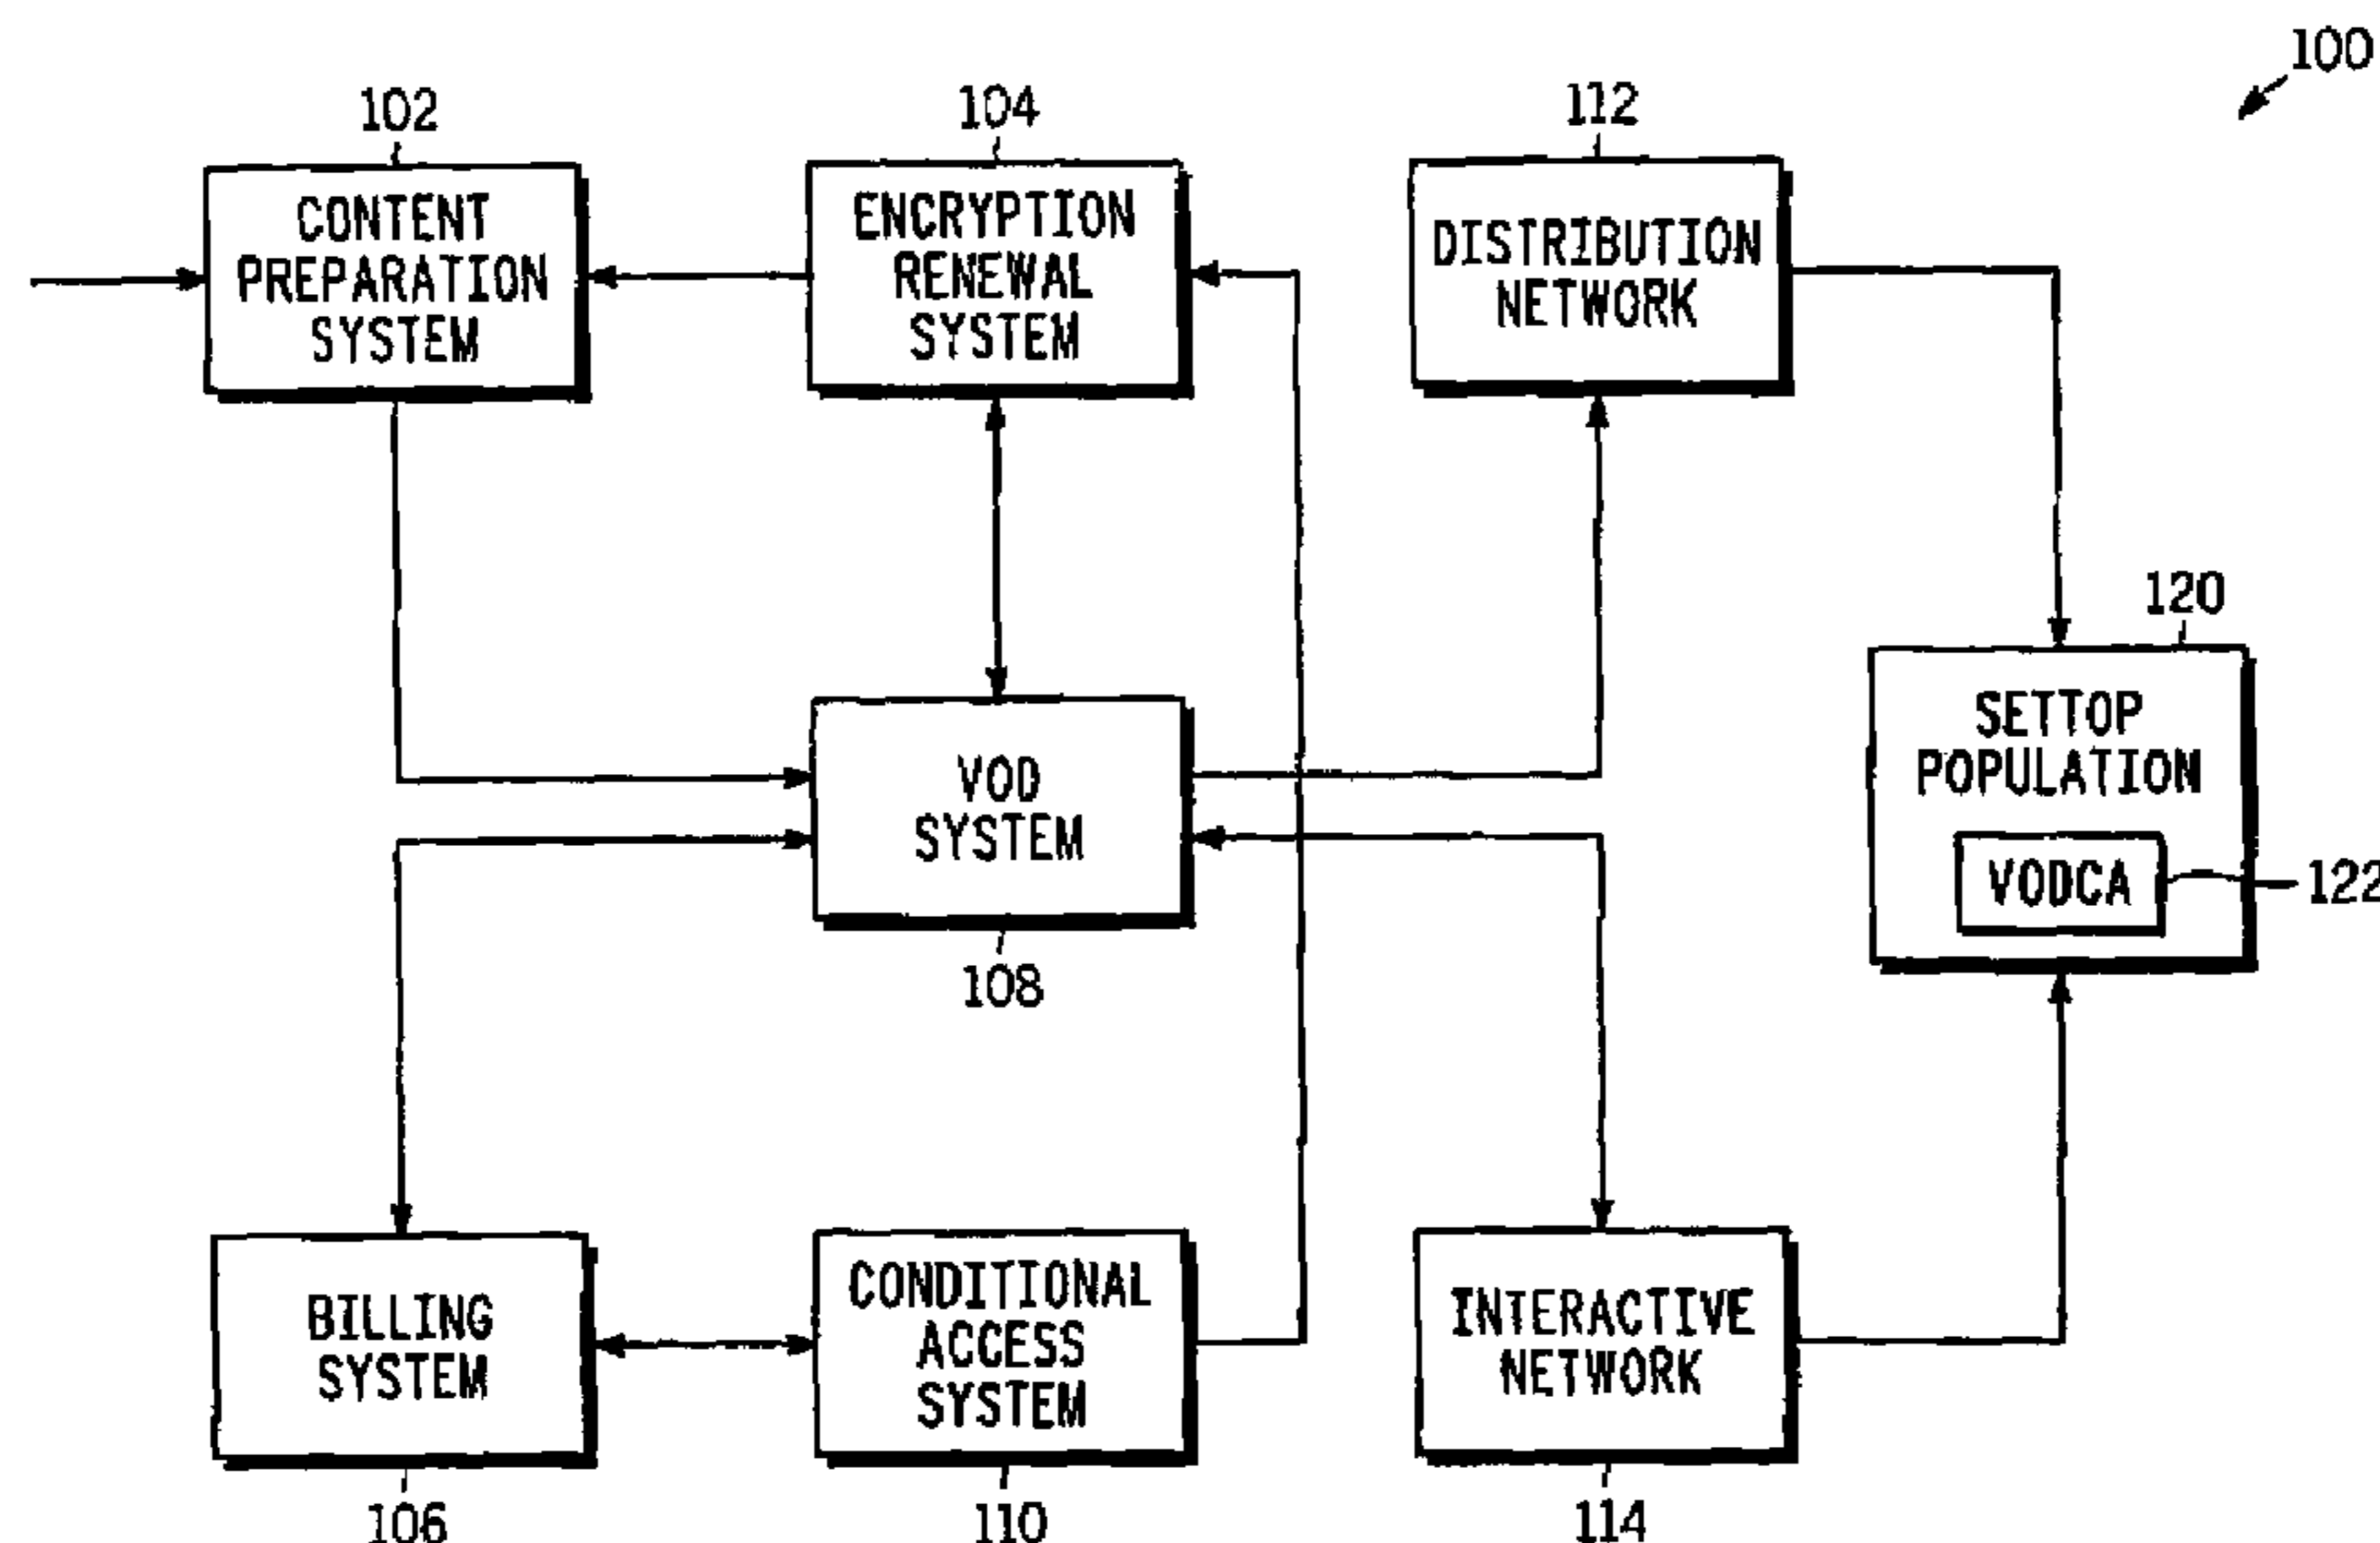 100
102
CONTENT
PREPARATION
SYSTEM
104
ENCRYPTION
RENEWAL
SYSTEM
112
DISTRIBUTION
NETWORK
120
SETTOP
POPULATION
VODCA
122
VOD
SYSTEM
108
BILLING
SYSTEM
106
CONDITIONAL
ACCESS
SYSTEM
110
INTERACTIVE
NETWORK
114